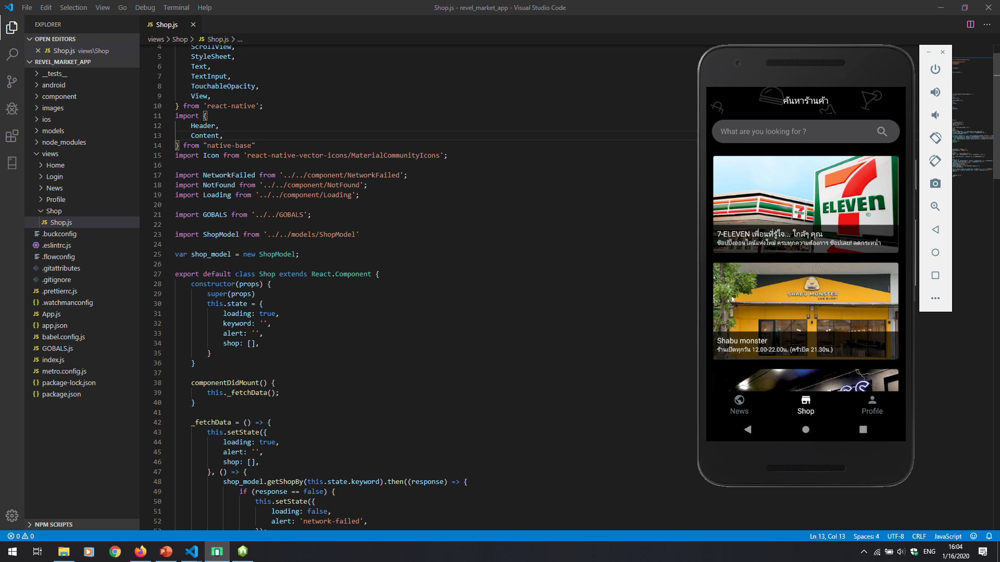 File Edit Selection View Go Debug Terminal Help
Shop.js - revel_market_app - Visual Studio Code
EXPLORER
OPEN EDITORS
JS Shop.js views\Shop
REVEL_MARKET_APP
__tests__
android
component
images
ios
models
node_modules
views
Home
Login
News
Profile
Shop
JS Shop.js
.buckconfig
.eslintrc.js
.flowconfig
.gitattributes
.gitignore
JS .prettierrc.js
{} .watchmanconfig
JS App.js
{} app.json
JS babel.config.js
JS GOBALS.js
JS index.js
JS metro.config.js
{} package-lock.json
{} package.json
NPM SCRIPTS
JS Shop.js
views > Shop > JS Shop.js > ...
4 ScrollView,
5 StyleSheet,
6 Text,
7 TextInput,
8 TouchableOpacity,
9 View,
10 } from 'react-native';
11 import {
12 Header,
13 Content,
14 } from "native-base"
15 import Icon from 'react-native-vector-icons/MaterialCommunityIcons';
16
17 import NetworkFailed from '../../component/NetworkFailed';
18 import NotFound from '../../component/NotFound';
19 import Loading from '../../component/Loading';
20
21 import GOBALS from '../../GOBALS';
22
23 import ShopModel from '../../models/ShopModel'
24
25 var shop_model = new ShopModel;
26
27 export default class Shop extends React.Component {
28 constructor(props) {
29 super(props)
30 this.state = {
31 loading: true,
32 keyword: '',
33 alert: '',
34 shop: [],
35 }
36 }
37
38 componentDidMount() {
39 this._fetchData();
40 }
41
42 _fetchData = () => {
43 this.setState({
44 loading: true,
45 alert: '',
46 shop: [],
47 }, () => {
48 shop_model.getShopBy(this.state.keyword).then((response) => {
49 if (response == false) {
50 this.setState({
51 loading: false,
52 alert: 'network-failed',
53 });
ค้นหาร้านค้า
What are you looking for ?
7 ELEVEN ®
7-ELEVEN เพื่อนที่รู้ใจ... ใกล้ๆ คุณ
ช้อปปิ้งออนไลน์แห่งใหม่ ครบทุกความต้องการ ช้อปเลย! ลดกระหน่ำ
SHABU MONSTER
Shabu monster
ร้านเปิดทุกวัน 12.00-22.00น. (ครัวปิด 21.30น.)
News
Shop
Profile
0 0
Ln 13, Col 13 Spaces: 4 UTF-8 CRLF JavaScript
ENG
16:04
1/16/2020